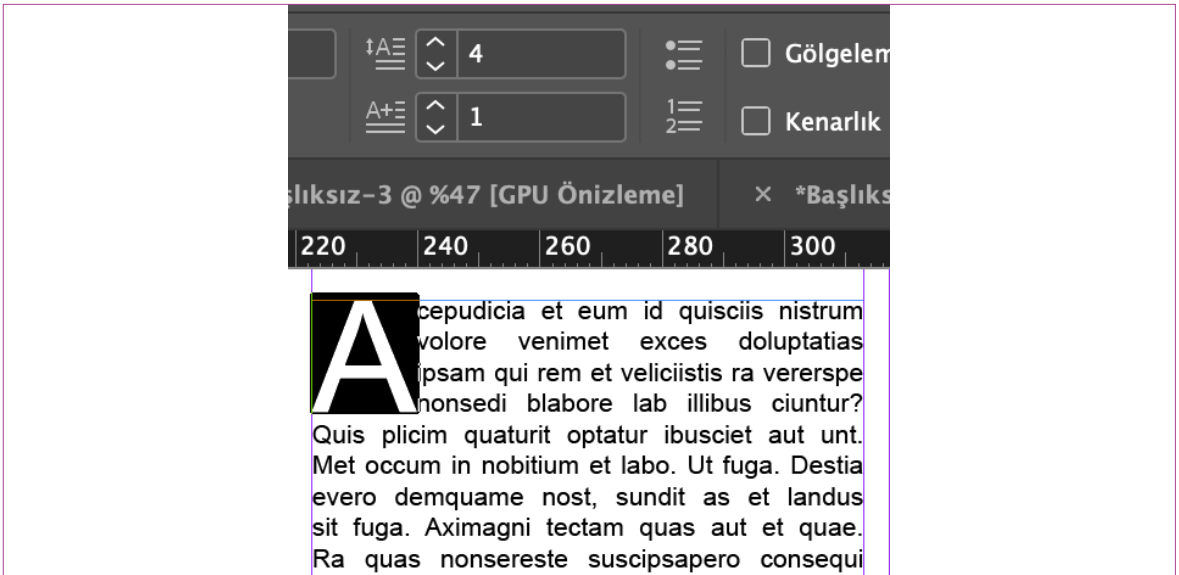 4
Gölgelem
1
Kenarlık
şlıksız-3 @ %47 [GPU Önizleme] × *Başlıks
220 240 260 280 300
Acepudicia et eum id quisciis nistrum
volore venimet exces doluptatias
ipsam qui rem et veliciistis ra vererspe
nonsedi blabore lab illibus ciuntur?
Quis plicim quaturit optatur ibusciet aut unt.
Met occum in nobitium et labo. Ut fuga. Destia
evero demquame nost, sundit as et landus
sit fuga. Aximagni tectam quas aut et quae.
Ra quas nonsereste suscipsapero consequi